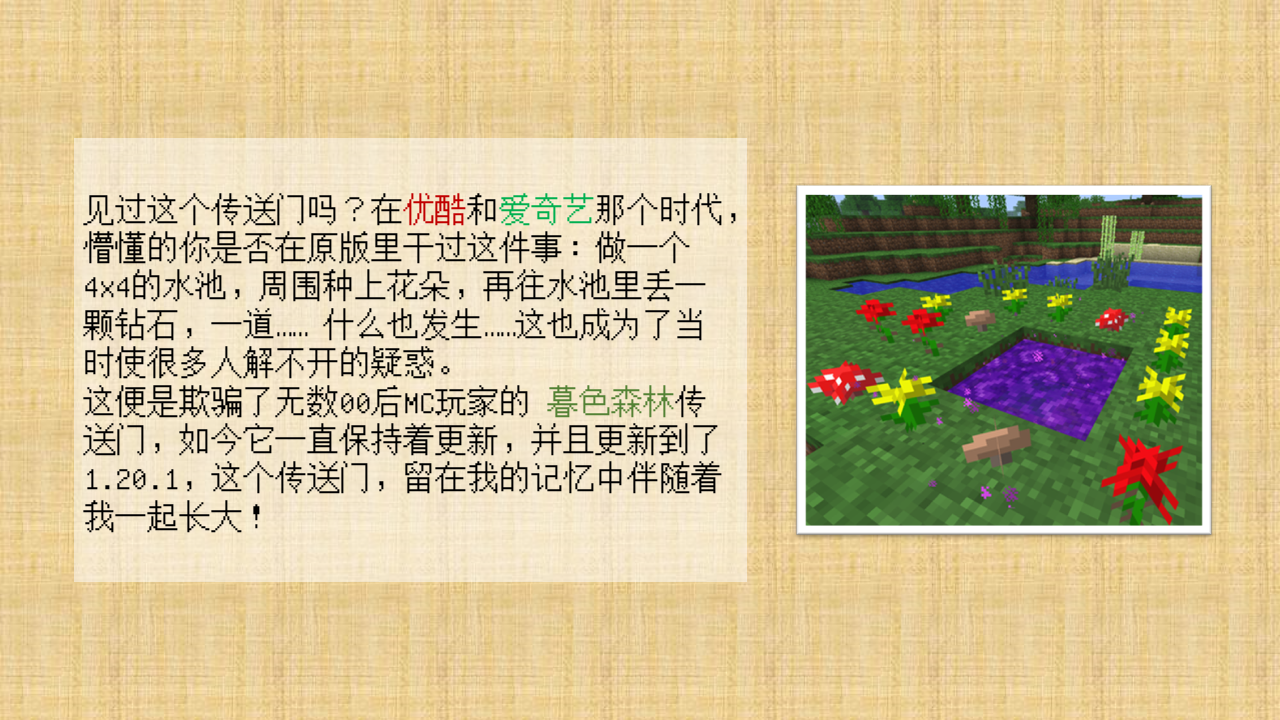 见过这个传送门吗？在优酷和爱奇艺那个时代，
懵懂的你是否在原版里干过这件事：做一个
4x4的水池，周围种上花朵，再往水池里丢一
颗钻石，一道…… 什么也发生……这也成为了当
时使很多人解不开的疑惑。
这便是欺骗了无数00后MC玩家的 暮色森林传
送门，如今它一直保持着更新，并且更新到了
1.20.1，这个传送门，留在我的记忆中伴随着
我一起长大！